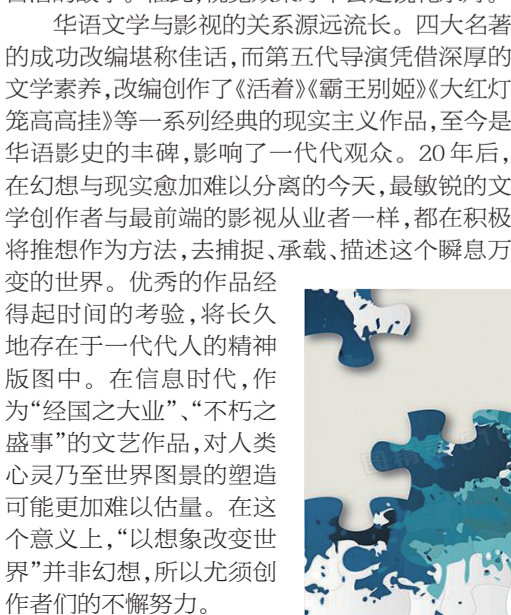 华语文学与影视的关系源远流长。四大名著
的成功改编堪称佳话,而第五代导演凭借深厚的
文学素养,改编创作了《活着》《霸王别姬》《大红灯
笼高高挂》等一系列经典的现实主义作品,至今是
华语影史的丰碑,影响了一代代观众。20年后,
在幻想与现实愈加难以分离的今天,最敏锐的文
学创作者与最前端的影视从业者一样,都在积极
将推想作为方法,去捕捉、承载、描述这个瞬息万
变的世界。优秀的作品经
得起时间的考验,将长久
地存在于一代代人的精神
版图中。在信息时代,作
为“经国之大业”、“不朽之
盛事”的文艺作品,对人类
心灵乃至世界图景的塑造
可能更加难以估量。在这
个意义上,“以想象改变世
界”并非幻想,所以尤须创
作者们的不懈努力。